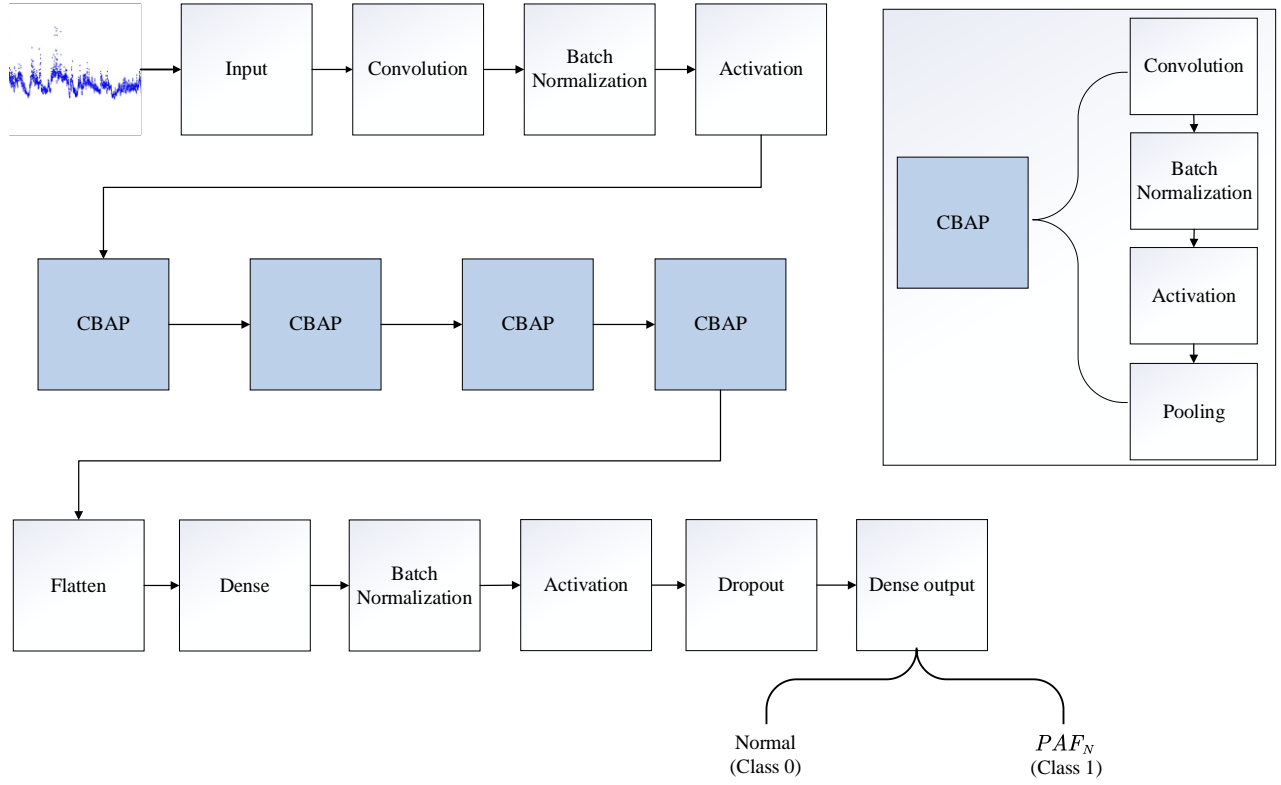 Input
Convolution
Batch
Normalization
Activation
CBAP
CBAP
CBAP
CBAP
Flatten
Dense
Batch
Normalization
Activation
Dropout
Dense output
Normal
(Class 0)
PAF_N
(Class 1)
CBAP
Convolution
Batch
Normalization
Activation
Pooling